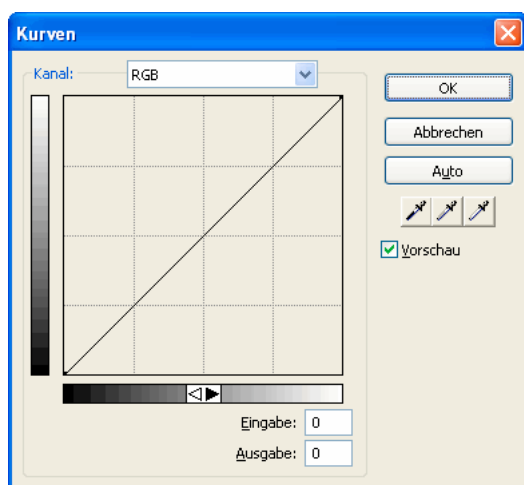 Kurven
Kanal: RGB
OK
Abbrechen
Auto
Vorschau
Eingabe: 0
Ausgabe: 0